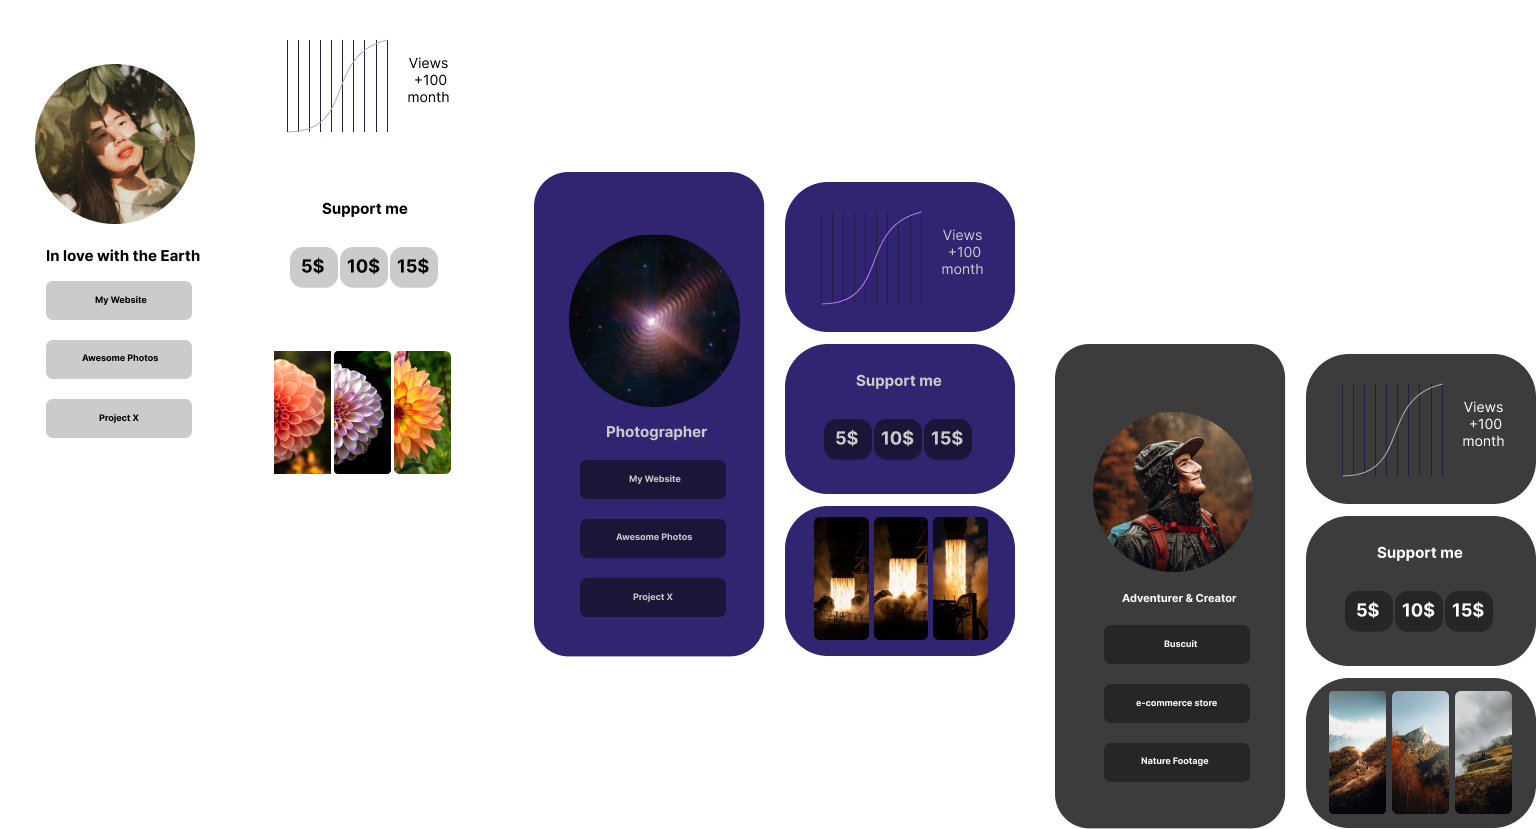 In love with the Earth
My Website
Awesome Photos
Project X
Views
+100
month
Support me
5$ 10$ 15$
Photographer
My Website
Awesome Photos
Project X
Views
+100
month
Support me
5$ 10$ 15$
Adventurer & Creator
Buscuit
e-commerce store
Nature Footage
Views
+100
month
Support me
5$ 10$ 15$